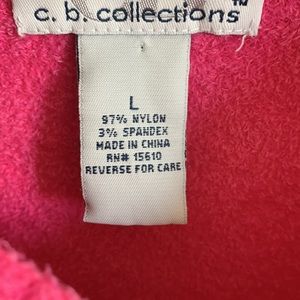 c. b. collections™
L
97% NYLON
3% SPANDEX
MADE IN CHINA
RN# 15610
REVERSE FOR CARE